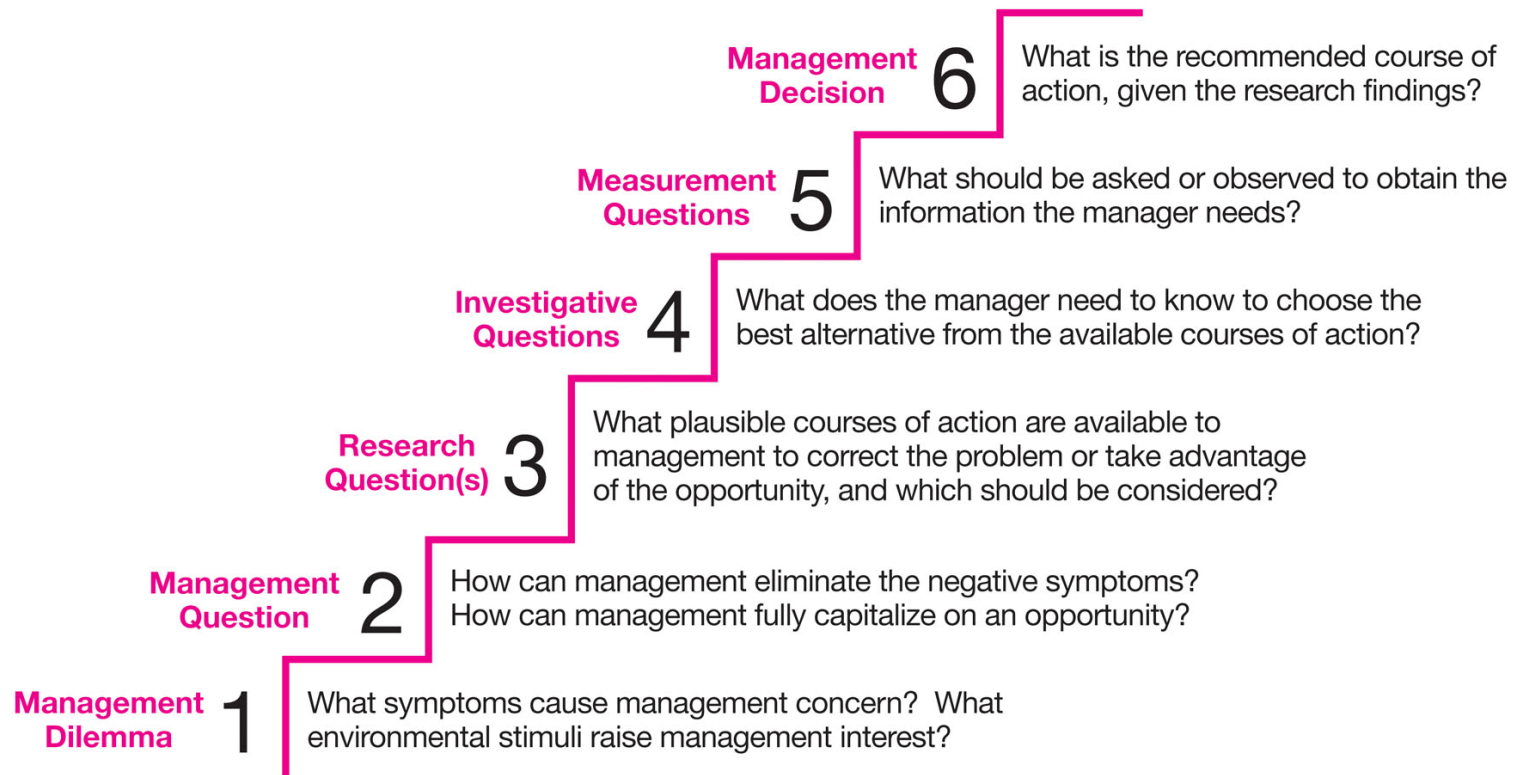 Management
Decision
6
What is the recommended course of
action, given the research findings?
Measurement
Questions
5
What should be asked or observed to obtain the
information the manager needs?
Investigative
Questions
4
What does the manager need to know to choose the
best alternative from the available courses of action?
Research
Question(s)
3
What plausible courses of action are available to
management to correct the problem or take advantage
of the opportunity, and which should be considered?
Management
Question
2
How can management eliminate the negative symptoms?
How can management fully capitalize on an opportunity?
Management
Dilemma
1
What symptoms cause management concern?  What
environmental stimuli raise management interest?